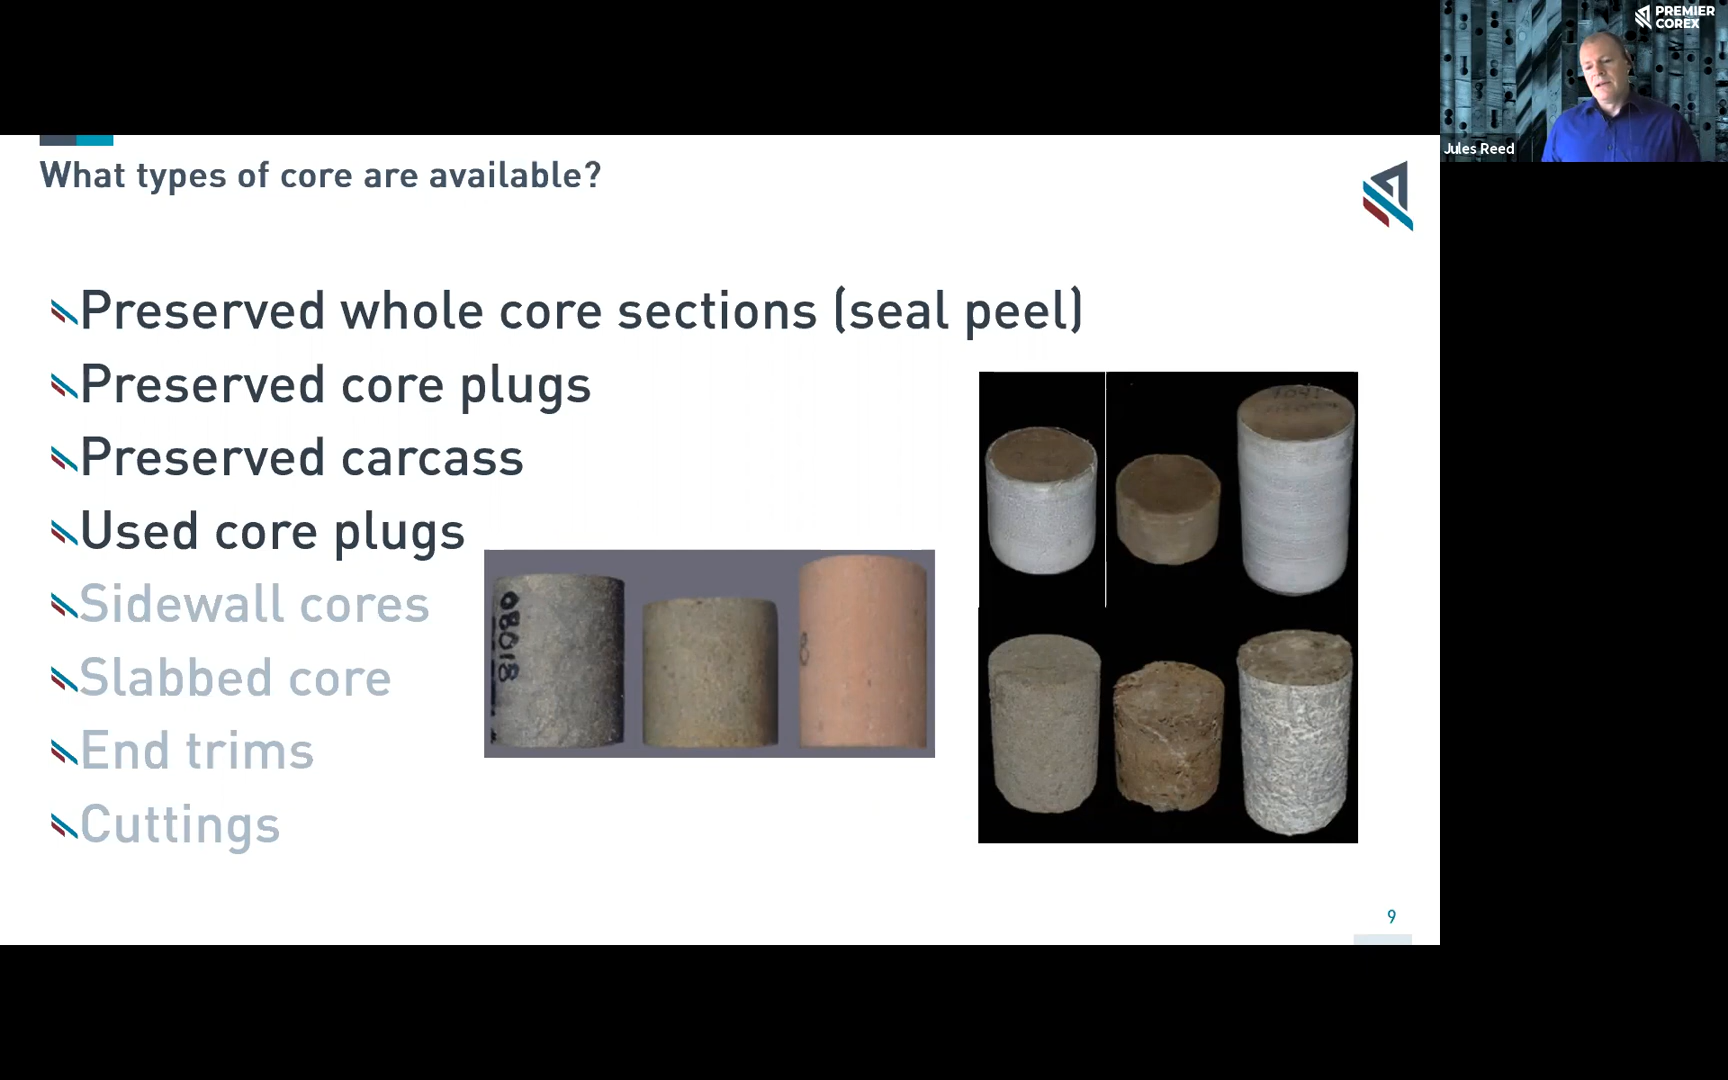 PREMIER
COREX
Jules Reed
What types of core are available?
Preserved whole core sections (seal peel)
Preserved core plugs
Preserved carcass
Used core plugs
Sidewall cores
Slabbed core
End trims
Cuttings
9